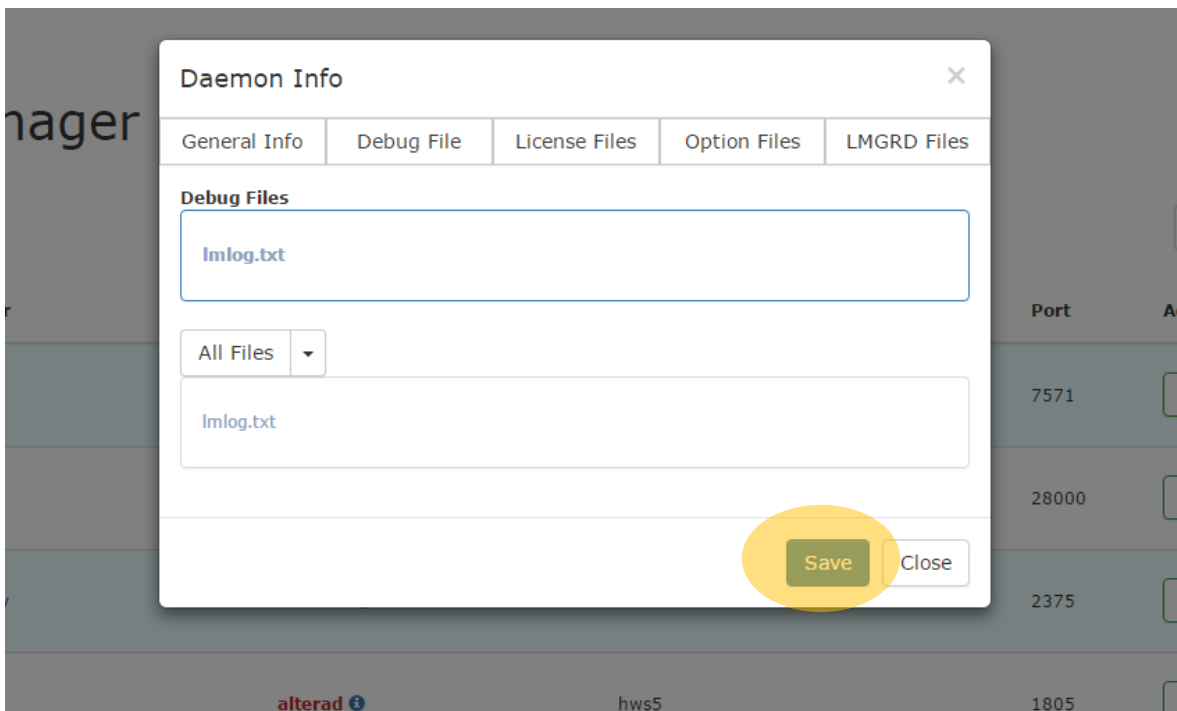 Daemon Info ×
nager
General Info Debug File License Files Option Files LMGRD Files
Debug Files
lmlog.txt
Port
All Files
7571
lmlog.txt
28000
Save Close
2375
alterad hws5 1805